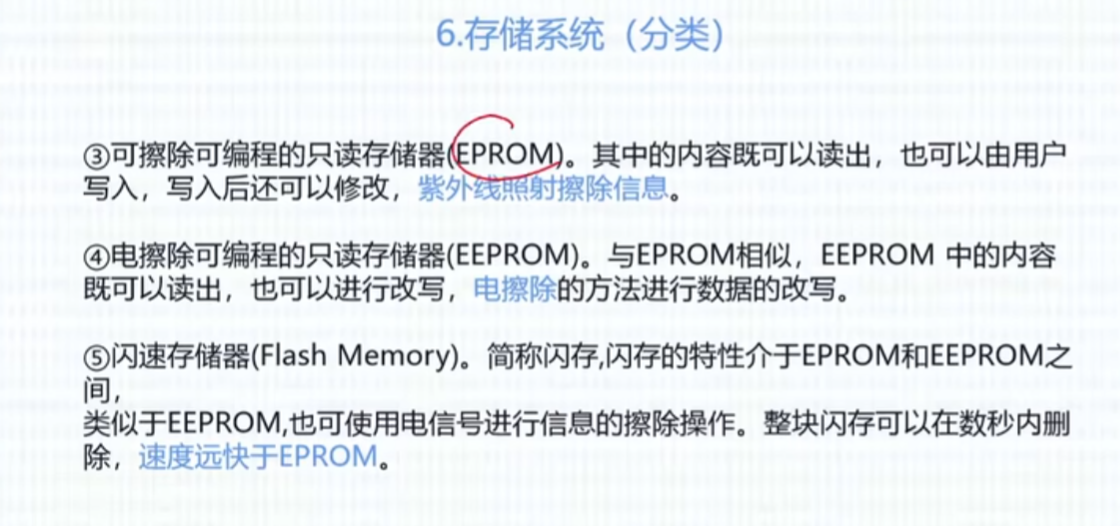 6.存储系统（分类）
③可擦除可编程的只读存储器(EPROM)。其中的内容既可以读出，也可以由用户
写入，写入后还可以修改，紫外线照射擦除信息。
④电擦除可编程的只读存储器(EEPROM)。与EPROM相似，EEPROM 中的内容
既可以读出，也可以进行改写，电擦除的方法进行数据的改写。
⑤闪速存储器(Flash Memory)。简称闪存,闪存的特性介于EPROM和EEPROM之
间,
类似于EEPROM,也可使用电信号进行信息的擦除操作。整块闪存可以在数秒内删
除，速度远快于EPROM。